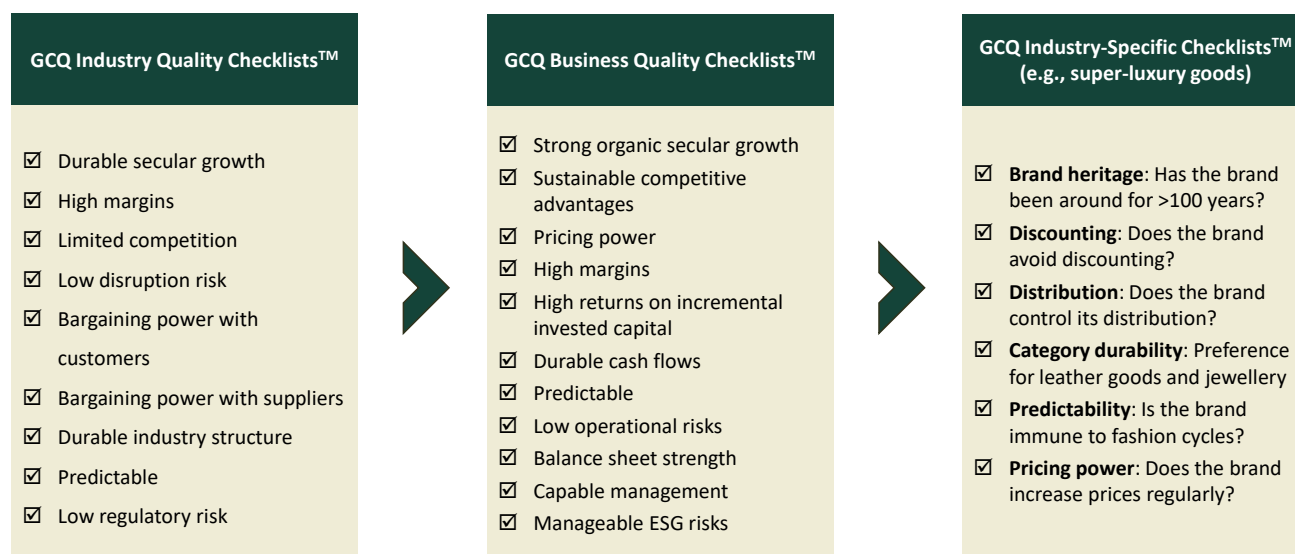 GCQ Industry Quality Checklists™
☑ Durable secular growth
☑ High margins
☑ Limited competition
☑ Low disruption risk
☑ Bargaining power with
customers
☑ Bargaining power with suppliers
☑ Durable industry structure
☑ Predictable
☑ Low regulatory risk
GCQ Business Quality Checklists™
☑ Strong organic secular growth
☑ Sustainable competitive
advantages
☑ Pricing power
☑ High margins
☑ High returns on incremental
invested capital
☑ Durable cash flows
☑ Predictable
☑ Low operational risks
☑ Balance sheet strength
☑ Capable management
☑ Manageable ESG risks
GCQ Industry-Specific Checklists™
(e.g., super-luxury goods)
☑ Brand heritage: Has the brand
been around for >100 years?
☑ Discounting: Does the brand
avoid discounting?
☑ Distribution: Does the brand
control its distribution?
☑ Category durability: Preference
for leather goods and jewellery
☑ Predictability: Is the brand
immune to fashion cycles?
☑ Pricing power: Does the brand
increase prices regularly?